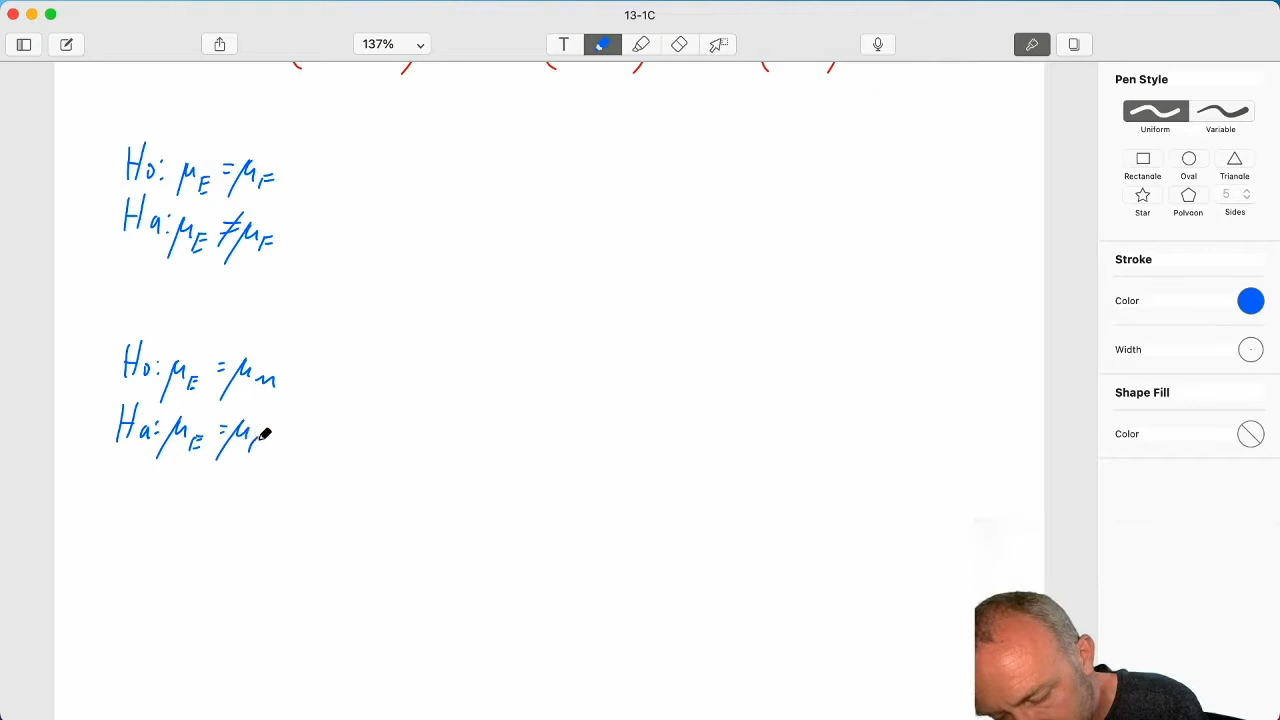 13-1C
137%
T
Pen Style
Uniform
Variable
Rectangle
Oval
Triangle
Star
Polygon
5
Sides
Stroke
Color
Width
Shape Fill
Color
Ho: μE = μF
Ha: μE ≠ μF
Ho: μE = μM
Ha: μE = μ